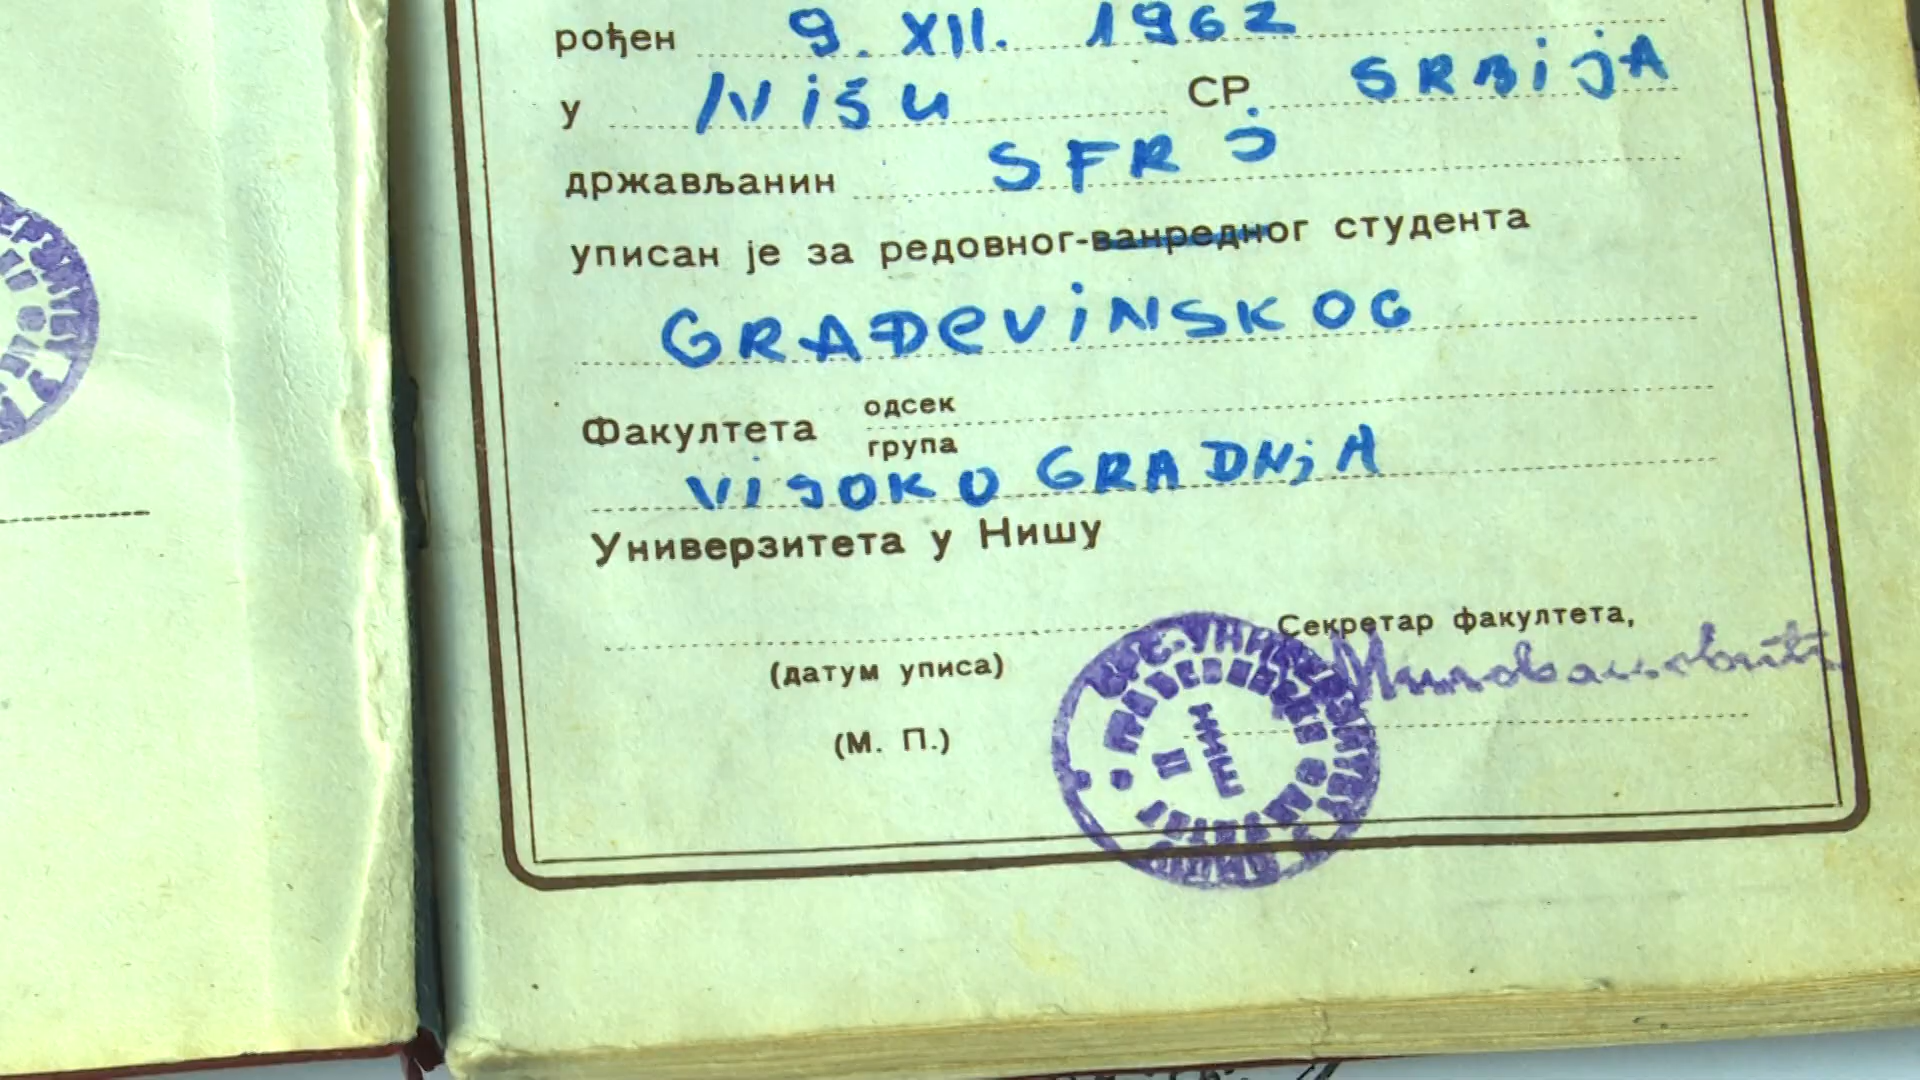 рођен 9. XII. 1962
у Nišu СР. SRBijA
држављанин SFRJ
уписан је за редовног-ванредног студента
GRAĐEVINSKOG
Факултета одсек
група
VISOKOGRADNjA
Универзитета у Нишу
Секретар факултета,
(датум уписа)
(М. П.)
НИШ